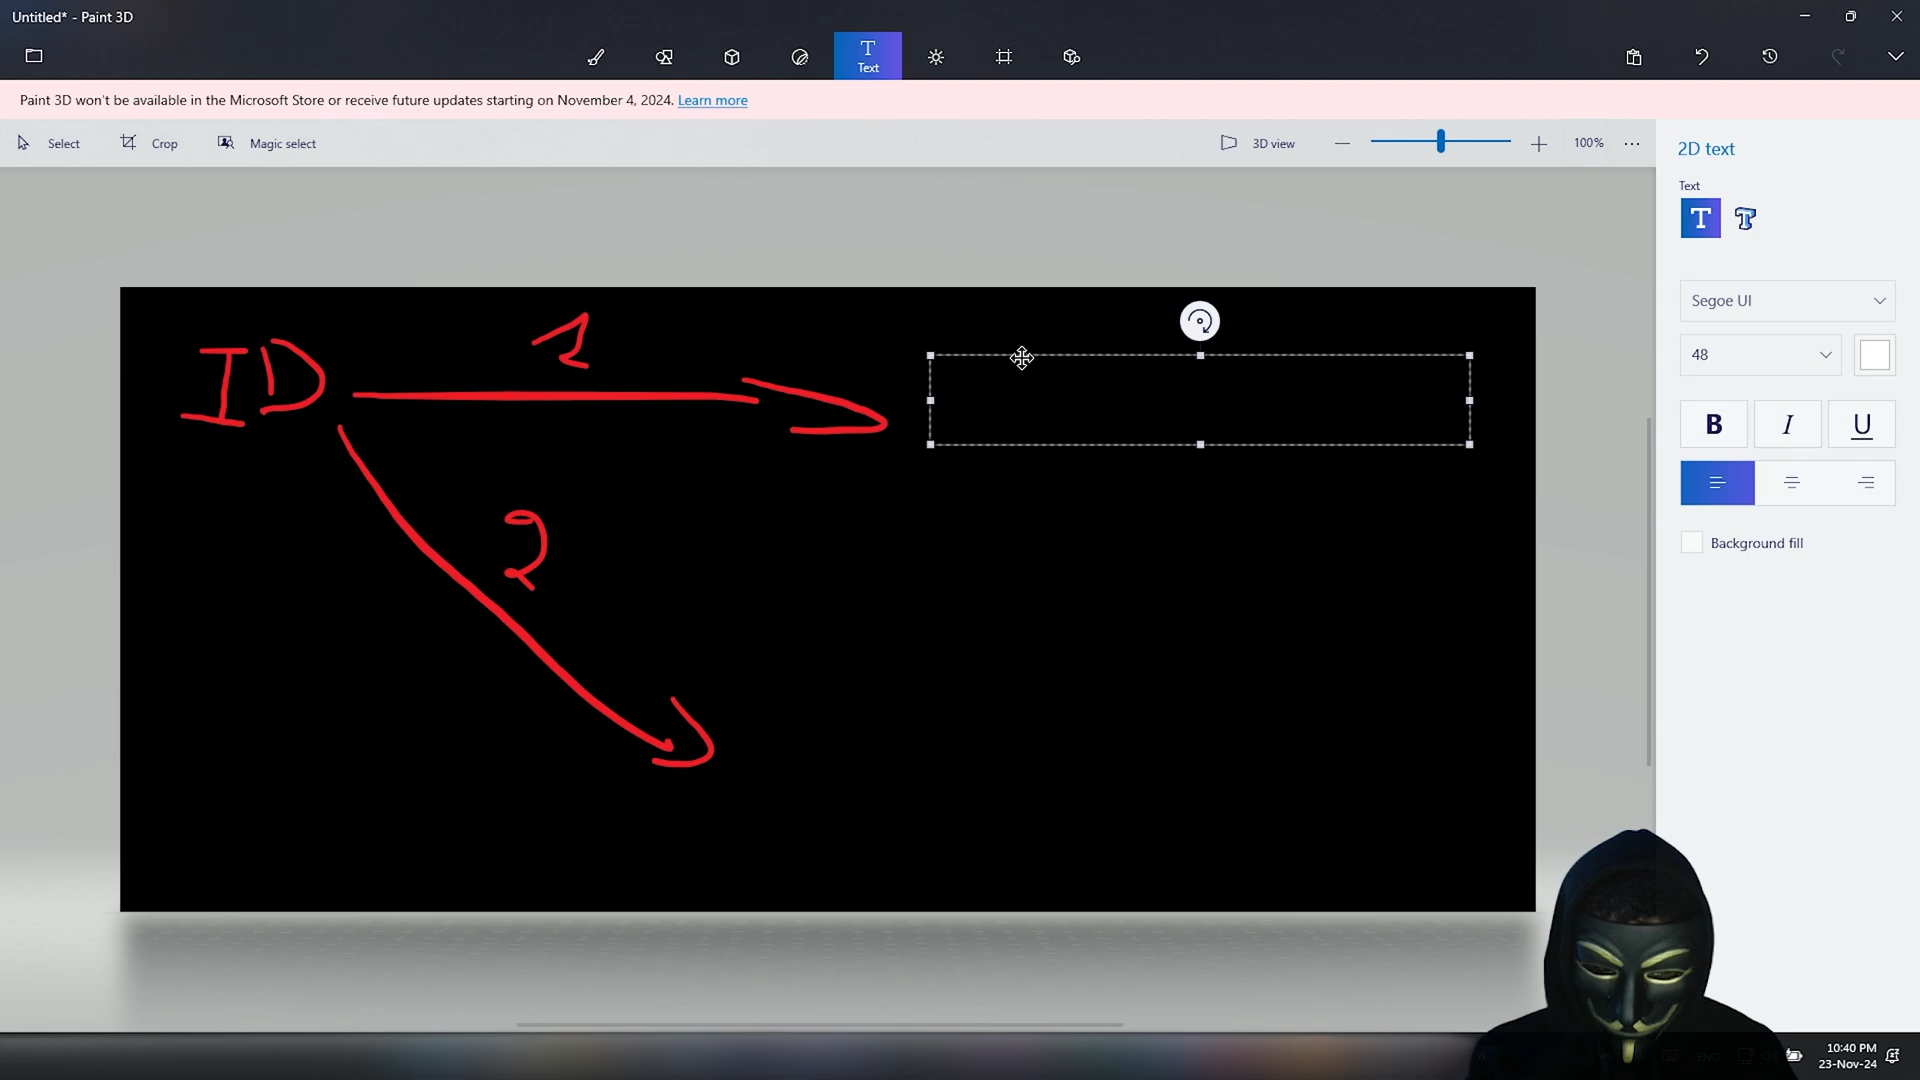 Untitled* - Paint 3D
Text
Paint 3D won't be available in the Microsoft Store or receive future updates starting on November 4, 2024. Learn more
Select Crop Magic select 3D view 100%
2D text
Text
Segoe UI
48
B I U
Background fill
ID
1
2
ENG
10:40 PM
23-Nov-24